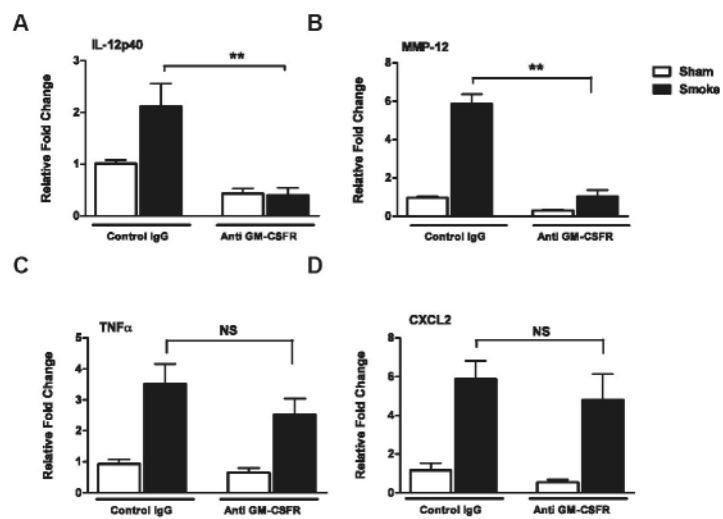 A
IL-12p40
**
Relative Fold Change
3
2
1
0
Control IgG
Anti GM-CSFR
B
MMP-12
**
Relative Fold Change
8
6
4
2
0
Control IgG
Anti GM-CSFR
Sham
Smoke
C
TNFα
NS
Relative Fold Change
5
4
3
2
1
0
Control IgG
Anti GM-CSFR
D
CXCL2
NS
Relative Fold Change
8
6
4
2
0
Control IgG
Anti GM-CSFR